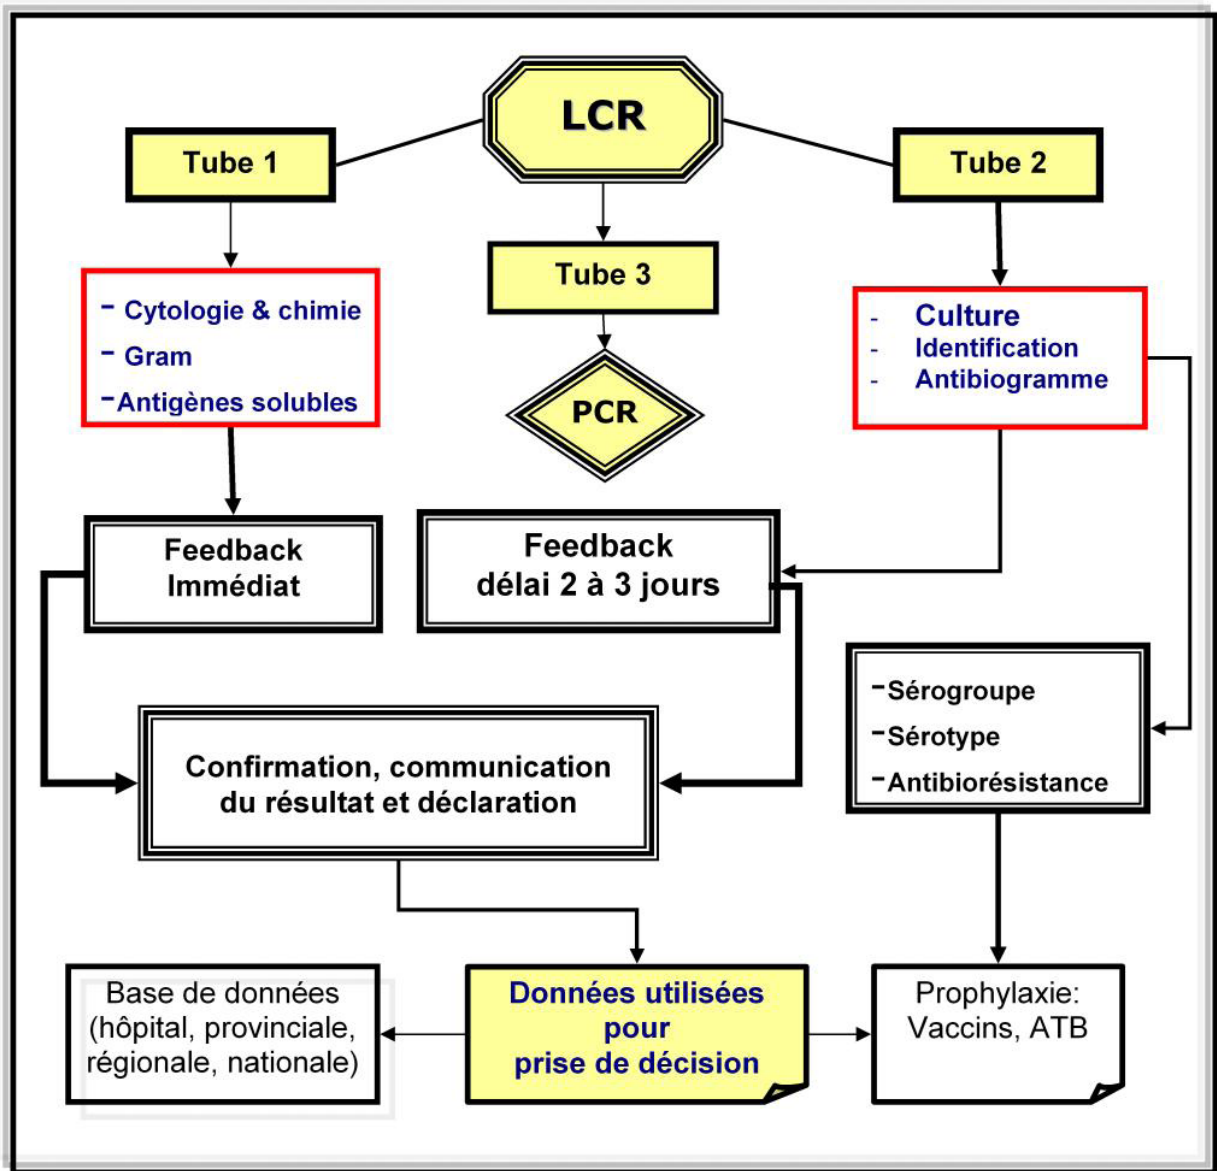 LCR
Tube 1
Tube 2
Tube 3
- Cytologie & chimie
- Gram
-Antigènes solubles
PCR
- Culture
- Identification
- Antibiogramme
Feedback
Immédiat
Feedback
délai 2 à 3 jours
-Sérogroupe
-Sérotype
-Antibiorésistance
Confirmation, communication
du résultat et déclaration
Base de données
(hôpital, provinciale,
régionale, nationale)
Données utilisées
pour
prise de décision
Prophylaxie:
Vaccins, ATB